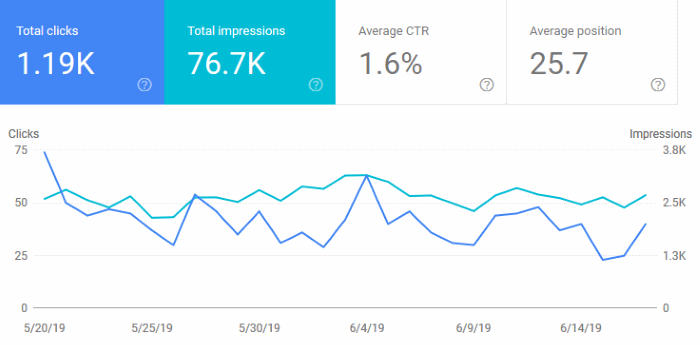 Total clicks
1.19K
Total impressions
76.7K
Average CTR
1.6%
Average position
25.7
Clicks
Impressions
75
3.8K
50
2.5K
25
1.3K
0
0
5/20/19
5/25/19
5/30/19
6/4/19
6/9/19
6/14/19